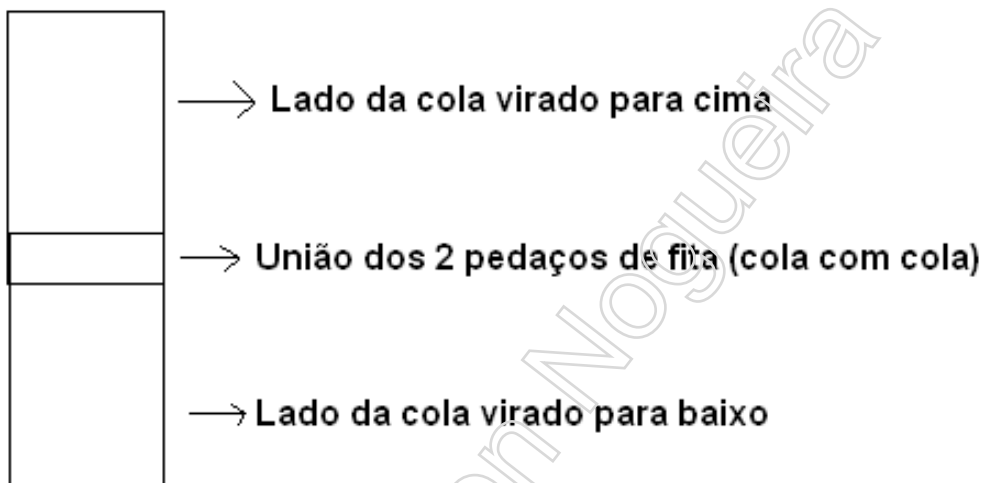 Lado da cola virado para cima
União dos 2 pedaços de fita (cola com cola)
Lado da cola virado para baixo
Nogueira